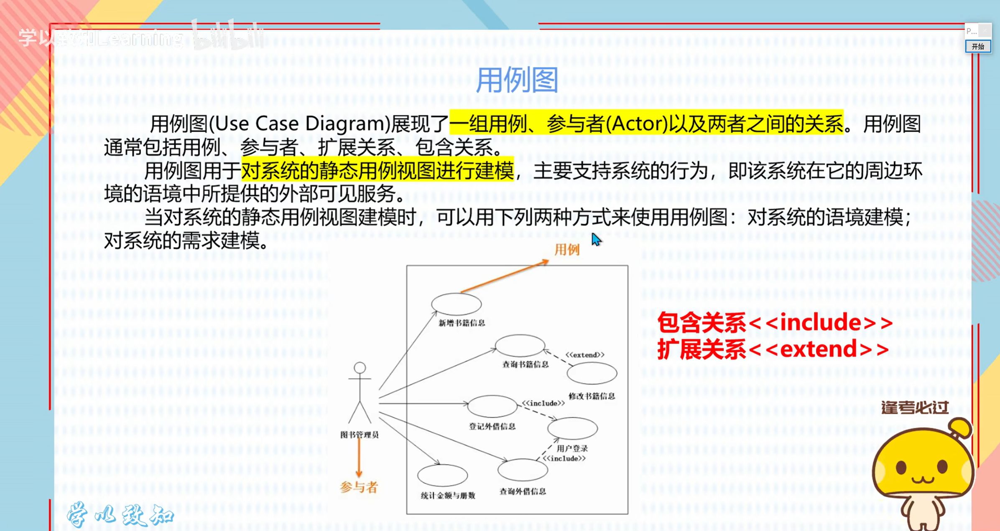 学以致知Learning bilibili
P...
开始
用例图
用例图(Use Case Diagram)展现了一组用例、参与者(Actor)以及两者之间的关系。用例图
通常包括用例、参与者、扩展关系、包含关系。
用例图用于对系统的静态用例视图进行建模，主要支持系统的行为，即该系统在它的周边环
境的语境中所提供的外部可见服务。
当对系统的静态用例视图建模时，可以用下列两种方式来使用用例图：对系统的语境建模；
对系统的需求建模。
用例
新增书籍信息
包含关系<<include>>
扩展关系<<extend>>
<<extend>>
查询书籍信息
修改书籍信息
<<include>>
登记外借信息
图书管理员
用户登录
<<include>>
参与者
统计金额与册数
查询外借信息
逢考必过
学以致知